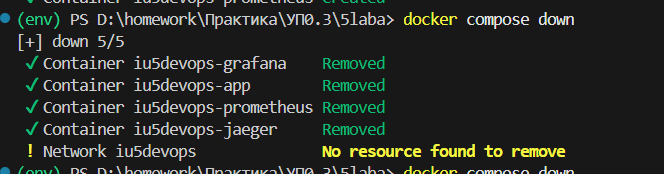 (env) PS D:\homework\Практика\УП0.3\5laba> docker compose down
[+] down 5/5
✓ Container iu5devops-grafana Removed
✓ Container iu5devops-app Removed
✓ Container iu5devops-prometheus Removed
✓ Container iu5devops-jaeger Removed
! Network iu5devops No resource found to remove
(env) PS D:\homework\Практика\УП0.3\5laba> docker compose down